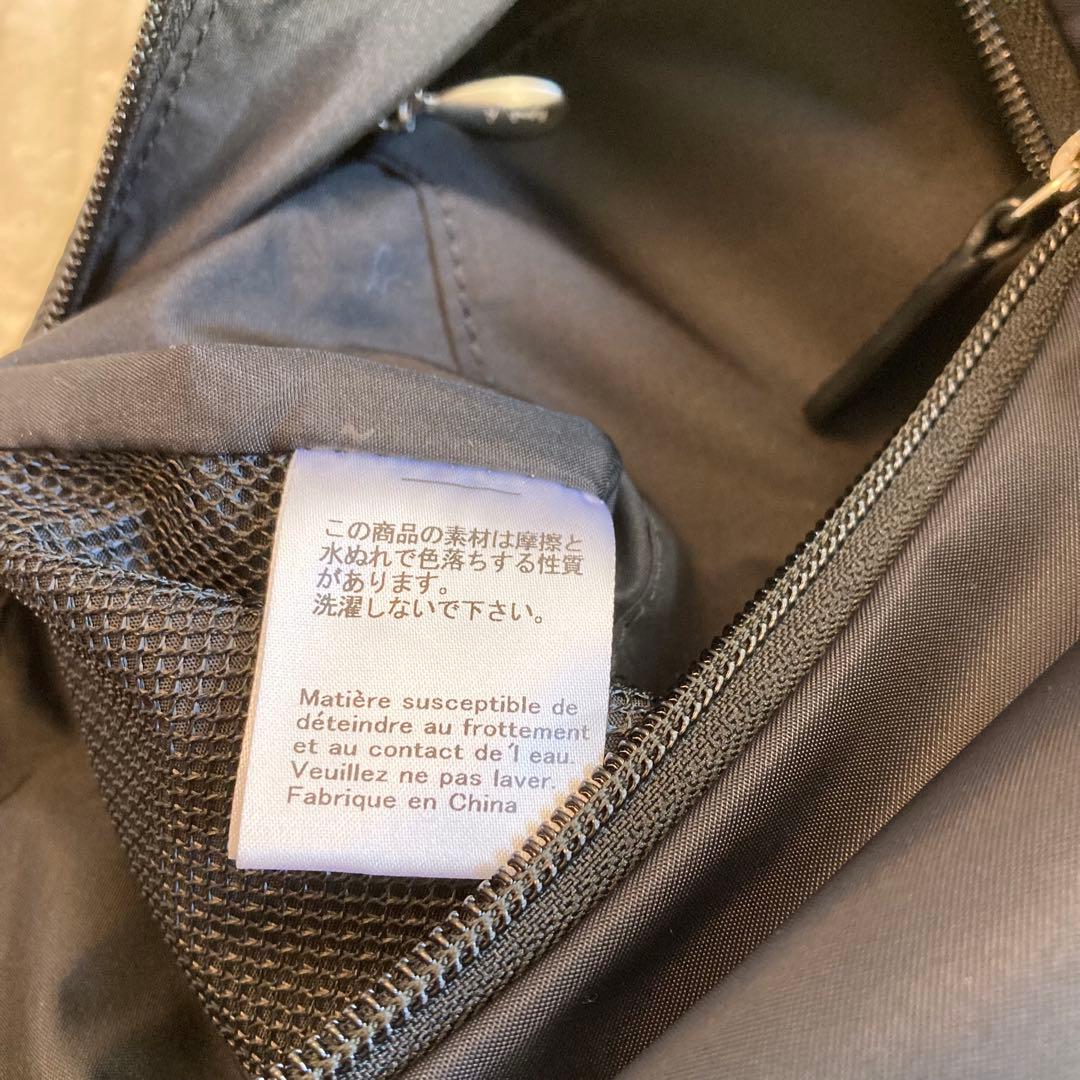 この商品の素材は摩擦と
水ぬれで色落ちする性質
があります。
洗濯しないで下さい。
Matière susceptible de
déteindre au frottement
et au contact de'l eau.
Veuillez ne pas laver.
Fabrique en China